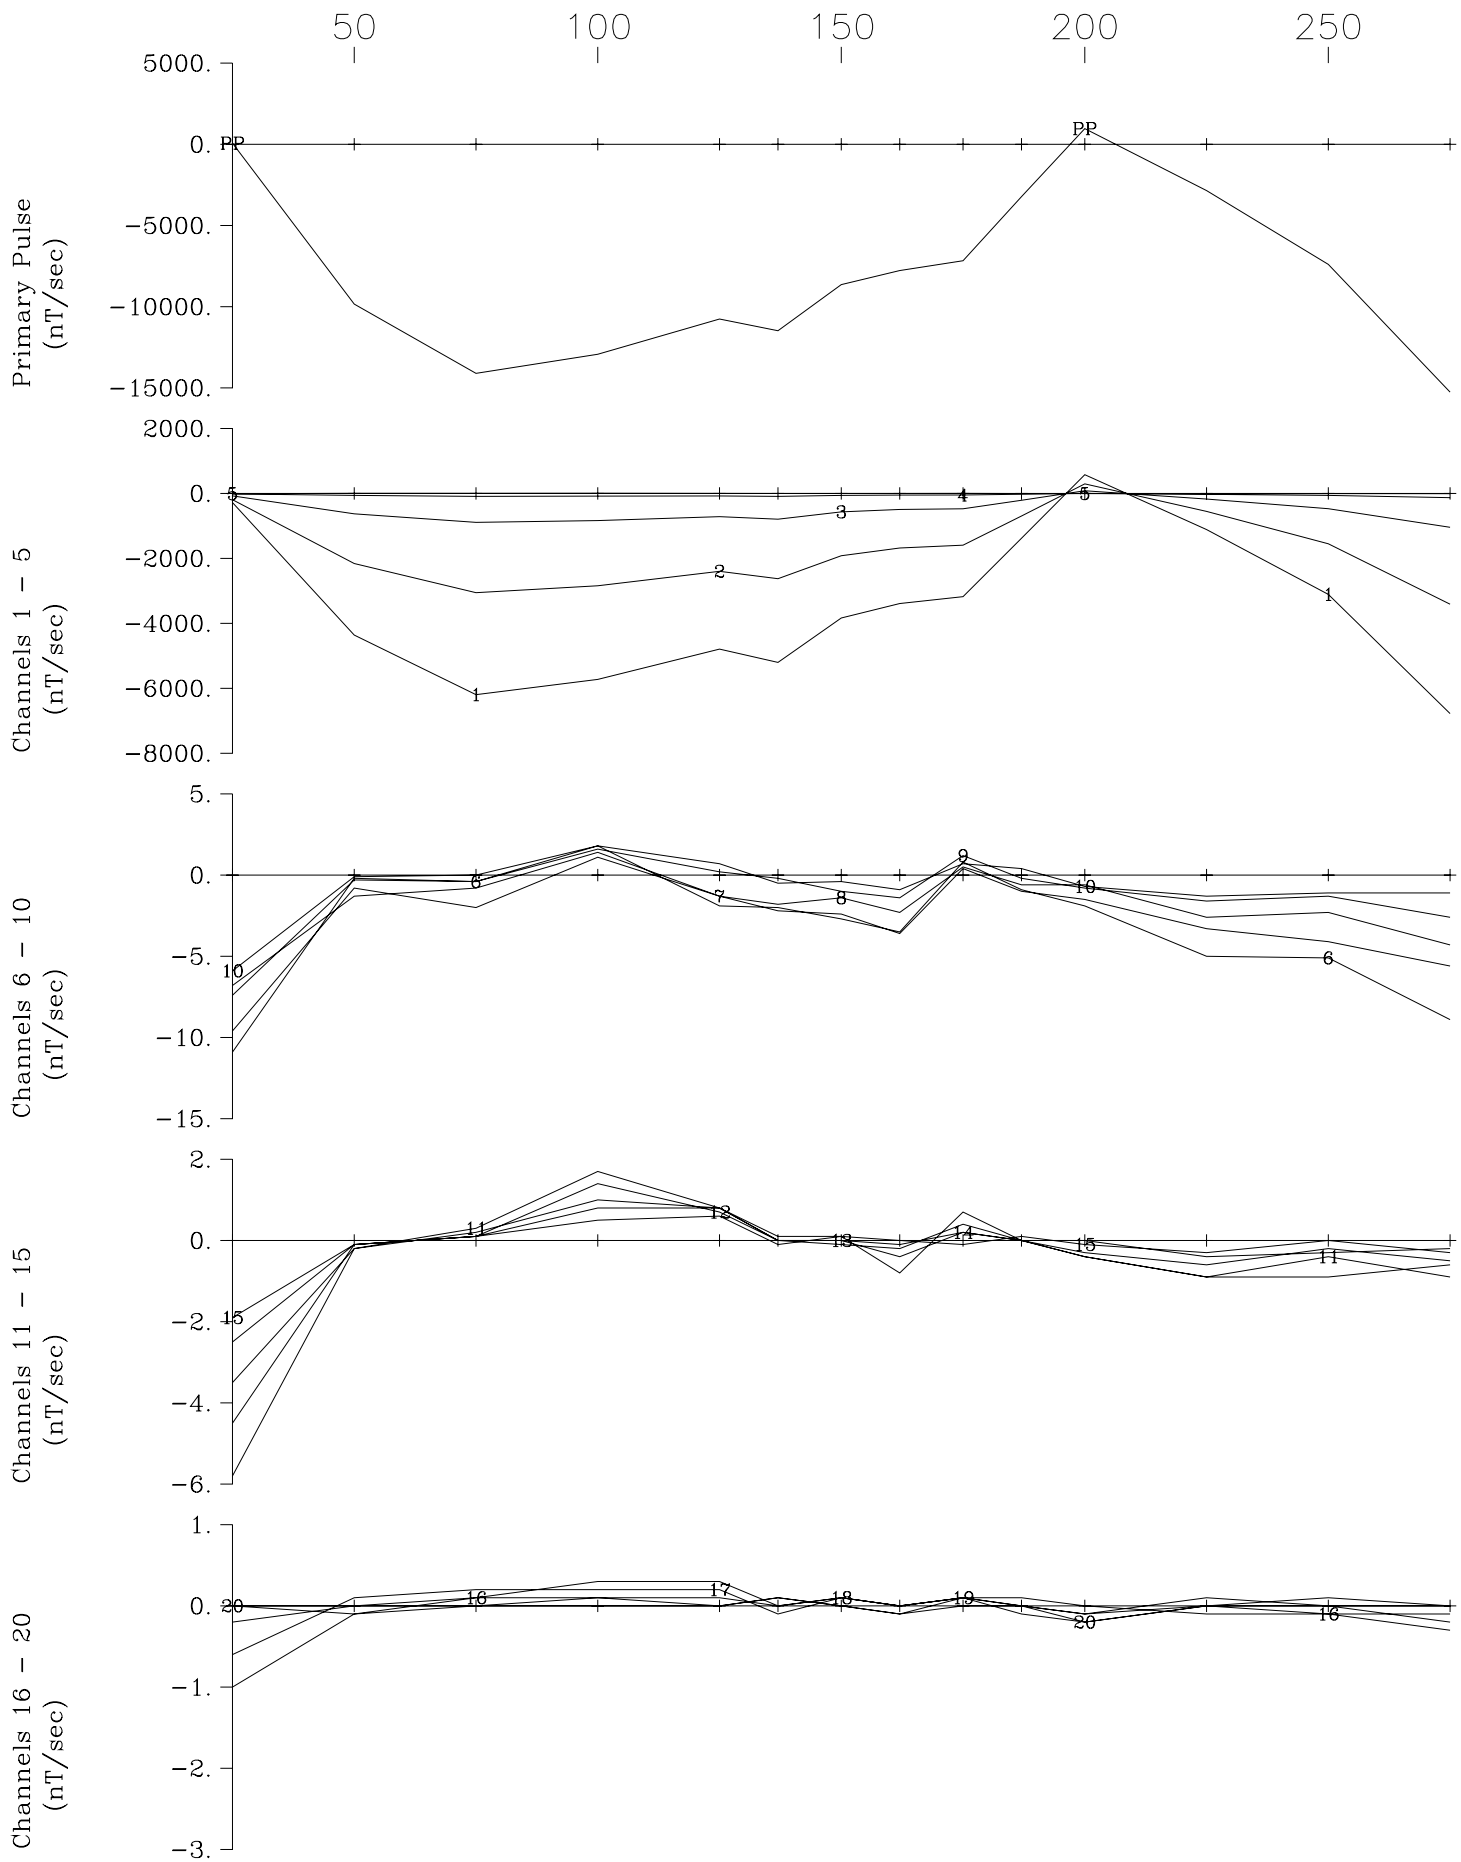 50 100 150 200 250
5000.
PP PP
0.
-5000.
-10000.
-15000.
Primary Pulse
(nT/sec)
2000.
0.
-2000.
-4000.
-6000.
-8000.
5 4 5
3
2
1
1
Channels 1 - 5
(nT/sec)
5.
0.
-5.
-10.
-15.
9
6 7 8 10
10 6
Channels 6 - 10
(nT/sec)
2.
0.
-2.
-4.
-6.
11 12 13 14 15 11
15
Channels 11 - 15
(nT/sec)
1.
0.
-1.
-2.
-3.
20 16 17 18 19 20 16
Channels 16 - 20
(nT/sec)